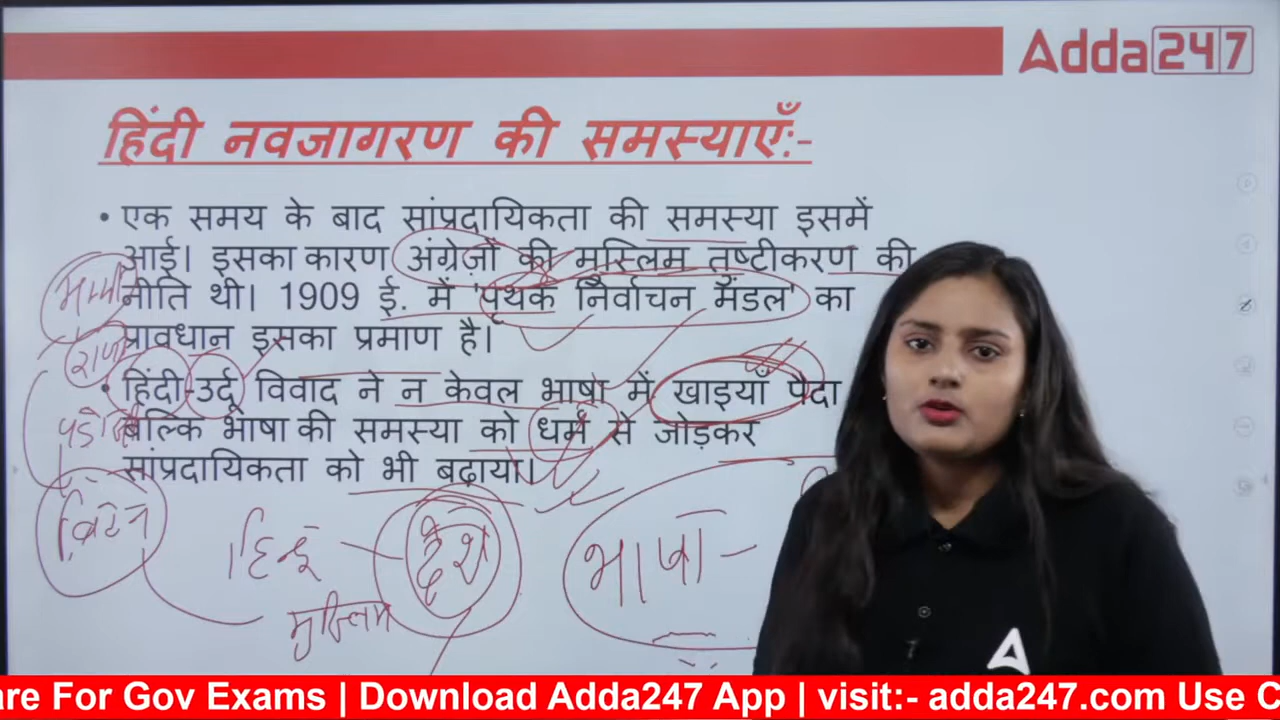 Adda247
हिंदी नवजागरण की समस्याएँ:-
• एक समय के बाद सांप्रदायिकता की समस्या इसमें
आई। इसका कारण अंग्रेज़ों की मुस्लिम तुष्टीकरण की
नीति थी। 1909 ई. में 'पृथक निर्वाचन मंडल' का
प्रावधान इसका प्रमाण है।
• हिंदी-उर्दू विवाद ने न केवल भाषा में खाइयाँ पैदा
बल्कि भाषा की समस्या को धर्म से जोड़कर
सांप्रदायिकता को भी बढ़ाया।
भाषा
ब्रिटेन
हिन्दू
देश
मुस्लिम
भाषा
are For Gov Exams | Download Adda247 App | visit:- adda247.com Use C